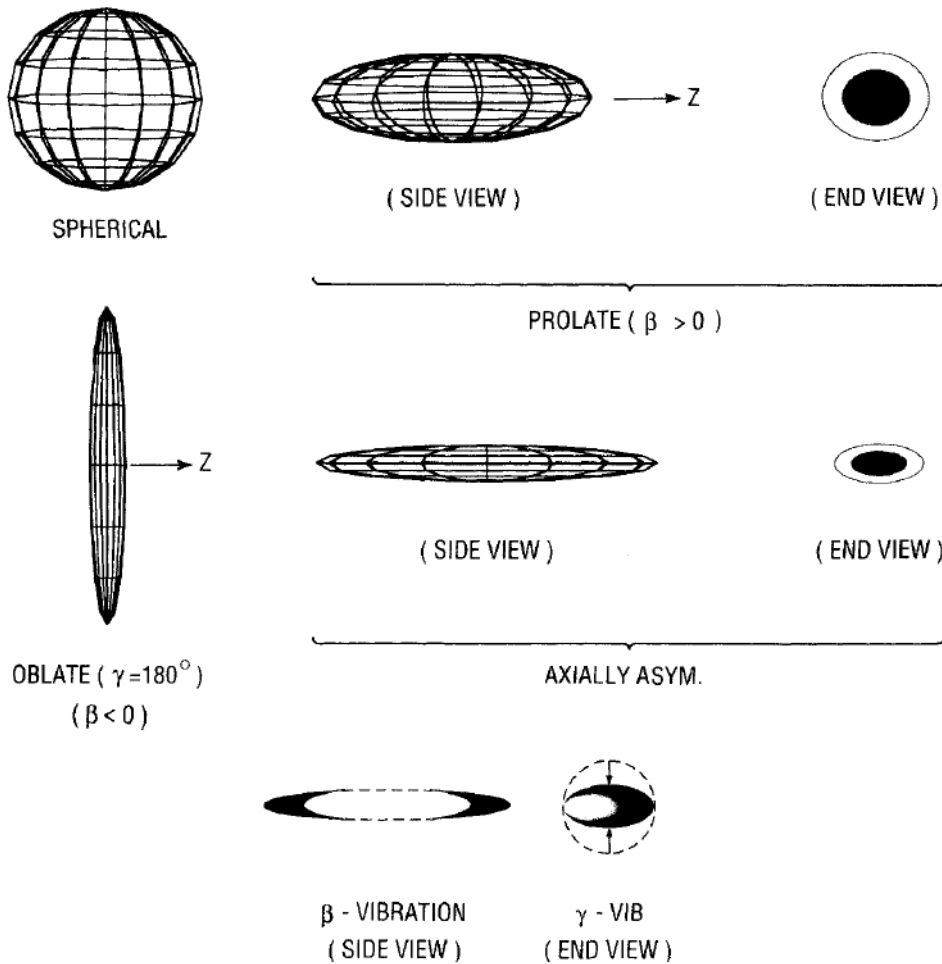 Z
( SIDE VIEW )
( END VIEW )
SPHERICAL
PROLATE ( β > 0 )
Z
( SIDE VIEW )
( END VIEW )
OBLATE ( γ =180° )
( β < 0 )
AXIALLY ASYM.
β - VIBRATION
( SIDE VIEW )
γ - VIB
( END VIEW )